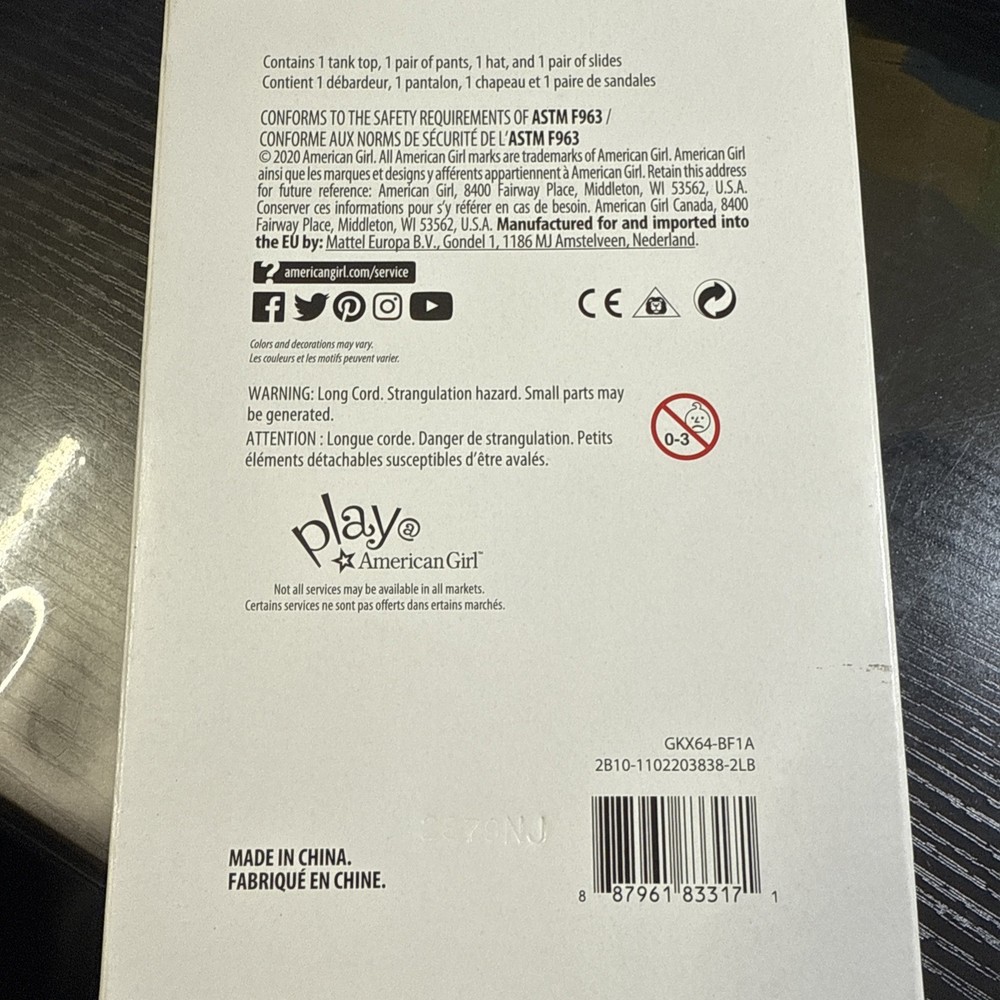 Contains 1 tank top, 1 pair of pants, 1 hat, and 1 pair of slides
Contient 1 débardeur, 1 pantalon, 1 chapeau et 1 paire de sandales
CONFORMS TO THE SAFETY REQUIREMENTS OF ASTM F963 /
CONFORME AUX NORMS DE SÉCURITÉ DE L'ASTM F963
© 2020 American Girl. All American Girl marks are trademarks of American Girl. American Girl
ainsi que les marques et designs y afférents appartiennent à American Girl. Retain this address
for future reference: American Girl, 8400 Fairway Place, Middleton, WI 53562, U.S.A.
Conserver ces informations pour s'y référer en cas de besoin. American Girl Canada, 8400
Fairway Place, Middleton, WI 53562, U.S.A. Manufactured for and imported into
the EU by: Mattel Europa B.V., Gondel 1, 1186 MJ Amstelveen, Nederland.
? americangirl.com/service
CE
Colors and decorations may vary.
Les couleurs et les motifs peuvent varier.
WARNING: Long Cord. Strangulation hazard. Small parts may
be generated.
0-3
ATTENTION : Longue corde. Danger de strangulation. Petits
éléments détachables susceptibles d'être avalés.
play@
American Girl™
Not all services may be available in all markets.
Certains services ne sont pas offerts dans ertains marchés.
GKX64-BF1A
2B10-1102203838-2LB
MADE IN CHINA.
FABRIQUÉ EN CHINE.
8 87961 83317 1